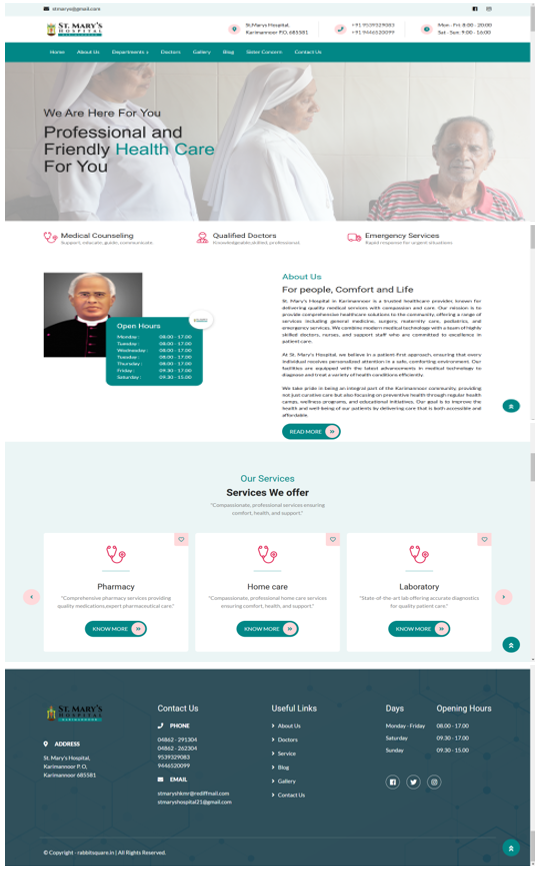 stmarys@gmail.com
ST. MARY'S
HOSPITAL
KARIMANNOOR
St.Marys Hospital,
Karimannoor P.O, 685581
+91 9539329083
+91 9446520099
Mon - Fri: 8:00 - 20:00
Sat - Sun: 9:00 - 16:00
Home About Us Departments Doctors Gallery Blog Sister Concern Contact Us
We Are Here For You
Professional and
Friendly Health Care
For You
Medical Counseling
Support, educate, guide, communicate.
Qualified Doctors
Knowledgeable,skilled, professional.
Emergency Services
Rapid response for urgent situations
Open Hours
Monday : 08.00 - 17.00
Tuesday : 08.00 - 17.00
Wednesday : 08.00 - 17.00
Tuesday : 08.00 - 17.00
Thursday : 08.00 - 17.00
Friday : 09.30 - 17.00
Saturday : 09.30 - 15.00
About Us
For people, Comfort and Life
St. Mary's Hospital in Karimannoor is a trusted healthcare provider known for
delivering quality medical services with compassion and care. Our mission is to
provide comprehensive healthcare solutions to the community, offering a range of
services including general medicine, surgery, maternity care, pediatrics, and
emergency services. We combine modern medical technology with a team of highly
skilled doctors, nurses, and support staff who are committed to excellence in
patient care.
At St. Mary's Hospital, we believe in a patient first approach, ensuring that every
individual receives personalized attention in a safe, comforting environment. Our
facilities are equipped with the latest advancements in medical technology to
diagnose and treat a variety of health conditions efficiently.
We take pride in being an integral part of the Karimannoor community, providing
not just curative care but also focusing on preventive health through regular health
camps, wellness programs, and educational initiatives. Our goal is to improve the
health and well-being of our patients by delivering care that is both accessible and
affordable.
READ MORE
Our Services
Services We offer
"Compassionate, professional services ensuring
comfort, health, and support."
Pharmacy
"Comprehensive pharmacy services providing
quality medications,expert pharmaceutical care."
KNOW MORE
Home care
"Compassionate, professional home care services
ensuring comfort, health, and support."
KNOW MORE
Laboratory
"State-of-the-art lab offering accurate diagnostics
for quality patient care."
KNOW MORE
ST. MARY'S
HOSPITAL
KARIMANNOOR
ADDRESS
St. Mary's Hospital,
Karimannoor P. O,
Karimannoor 685581
Contact Us
PHONE
04862 - 291304
04862 - 262304
9539329083
9446520099
EMAIL
stmaryshkmr@rediffmail.com
stmaryshospital21@gmail.com
Useful Links
About Us
Doctors
Service
Blog
Gallery
Contact Us
Days Opening Hours
Monday - Friday 08.00 - 17.00
Saturday 09.30 - 17.00
Sunday 09.30 - 15.00
© Copyright - rabbitsquare.in | All Rights Reserved.